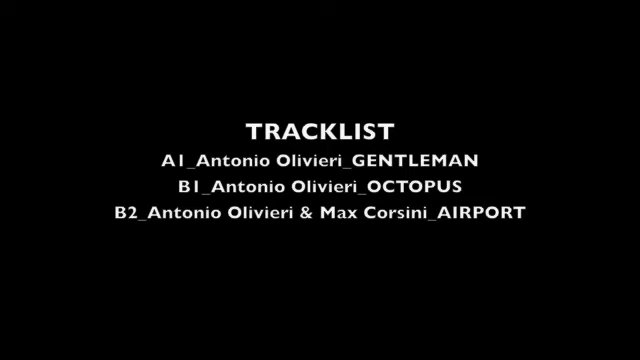 TRACKLIST
A1_Antonio Olivieri_GENTLEMAN
B1_Antonio Olivieri_OCTOPUS
B2_Antonio Olivieri & Max Corsini_AIRPORT